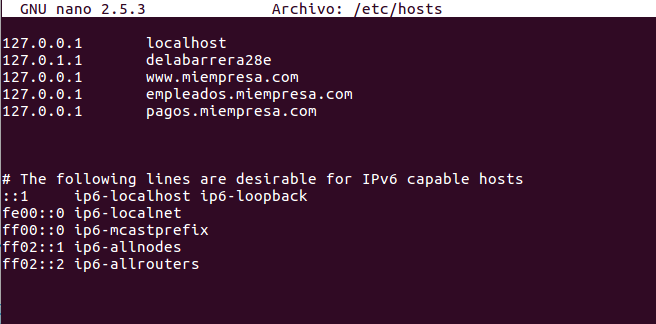 GNU nano 2.5.3 Archivo: /etc/hosts
127.0.0.1 localhost
127.0.1.1 delabarrera28e
127.0.0.1 www.miempresa.com
127.0.0.1 empleados.miempresa.com
127.0.0.1 pagos.miempresa.com
# The following lines are desirable for IPv6 capable hosts
::1 ip6-localhost ip6-loopback
fe00::0 ip6-localnet
ff00::0 ip6-mcastprefix
ff02::1 ip6-allnodes
ff02::2 ip6-allrouters